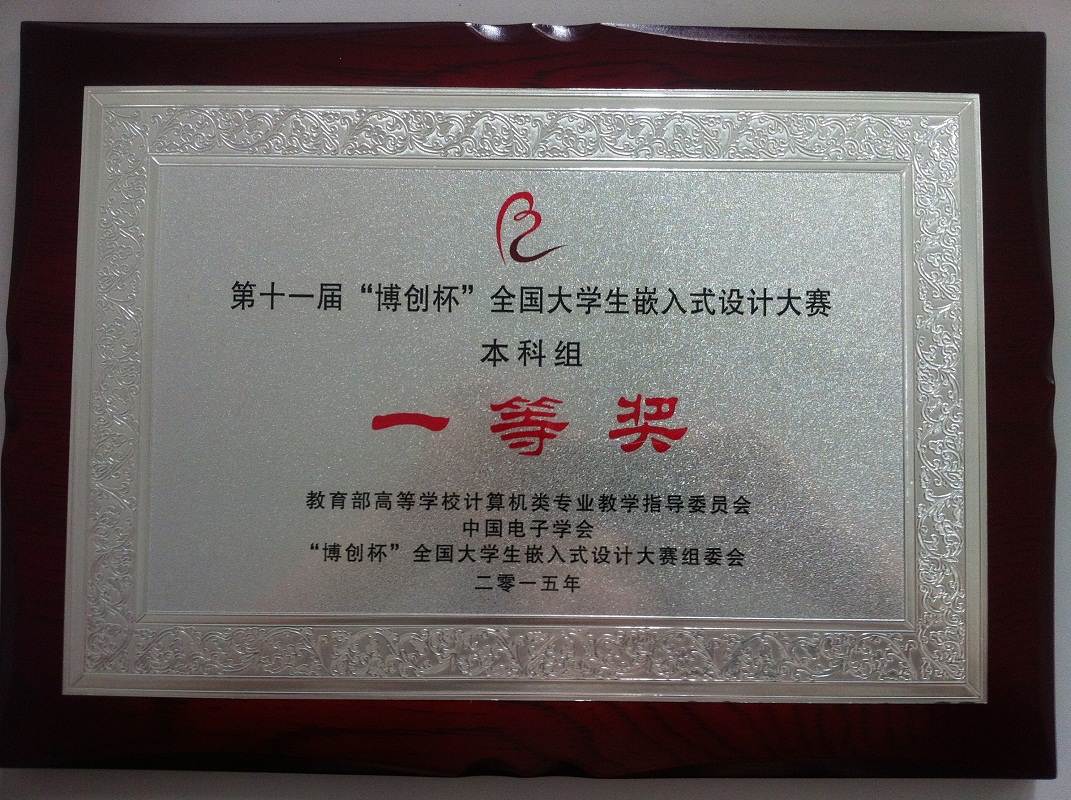 第十一届“博创杯”全国大学生嵌入式设计大赛
本科组
一等奖
教育部高等学校计算机类专业教学指导委员会
中国电子学会
“博创杯”全国大学生嵌入式设计大赛组委会
二零一五年